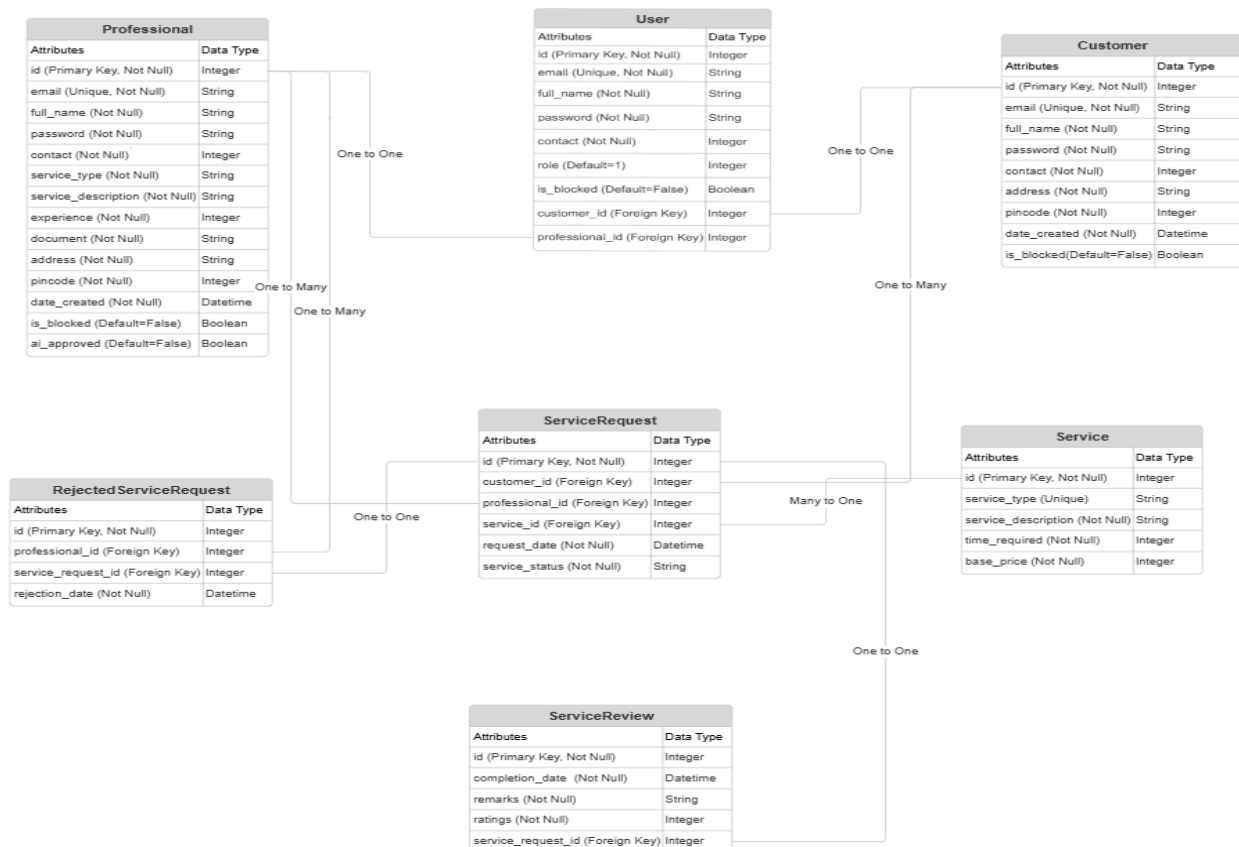 Professional
Attributes Data Type
id (Primary Key, Not Null) Integer
email (Unique, Not Null) String
full_name (Not Null) String
password (Not Null) String
contact (Not Null) Integer
service_type (Not Null) String
service_description (Not Null) String
experience (Not Null) Integer
document (Not Null) String
address (Not Null) String
pincode (Not Null) Integer
date_created (Not Null) Datetime
is_blocked (Default=False) Boolean
ai_approved (Default=False) Boolean
User
Attributes Data Type
id (Primary Key, Not Null) Integer
email (Unique, Not Null) String
full_name (Not Null) String
password (Not Null) String
contact (Not Null) Integer
role (Default=1) Integer
is_blocked (Default=False) Boolean
customer_id (Foreign Key) Integer
professional_id (Foreign Key) Integer
Customer
Attributes Data Type
id (Primary Key, Not Null) Integer
email (Unique, Not Null) String
full_name (Not Null) String
password (Not Null) String
contact (Not Null) Integer
address (Not Null) String
pincode (Not Null) Integer
date_created (Not Null) Datetime
is_blocked(Default=False) Boolean
One to One
One to One
One to Many
One to Many
One to Many
RejectedServiceRequest
Attributes Data Type
id (Primary Key, Not Null) Integer
professional_id (Foreign Key) Integer
service_request_id (Foreign Key) Integer
rejection_date (Not Null) Datetime
One to One
ServiceRequest
Attributes Data Type
id (Primary Key, Not Null) Integer
customer_id (Foreign Key) Integer
professional_id (Foreign Key) Integer
service_id (Foreign Key) Integer
request_date (Not Null) Datetime
service_status (Not Null) String
Many to One
Service
Attributes Data Type
id (Primary Key, Not Null) Integer
service_type (Unique) String
service_description (Not Null) String
time_required (Not Null) Integer
base_price (Not Null) Integer
One to One
ServiceReview
Attributes Data Type
id (Primary Key, Not Null) Integer
completion_date (Not Null) Datetime
remarks (Not Null) String
ratings (Not Null) Integer
service_request_id (Foreign Key) Integer